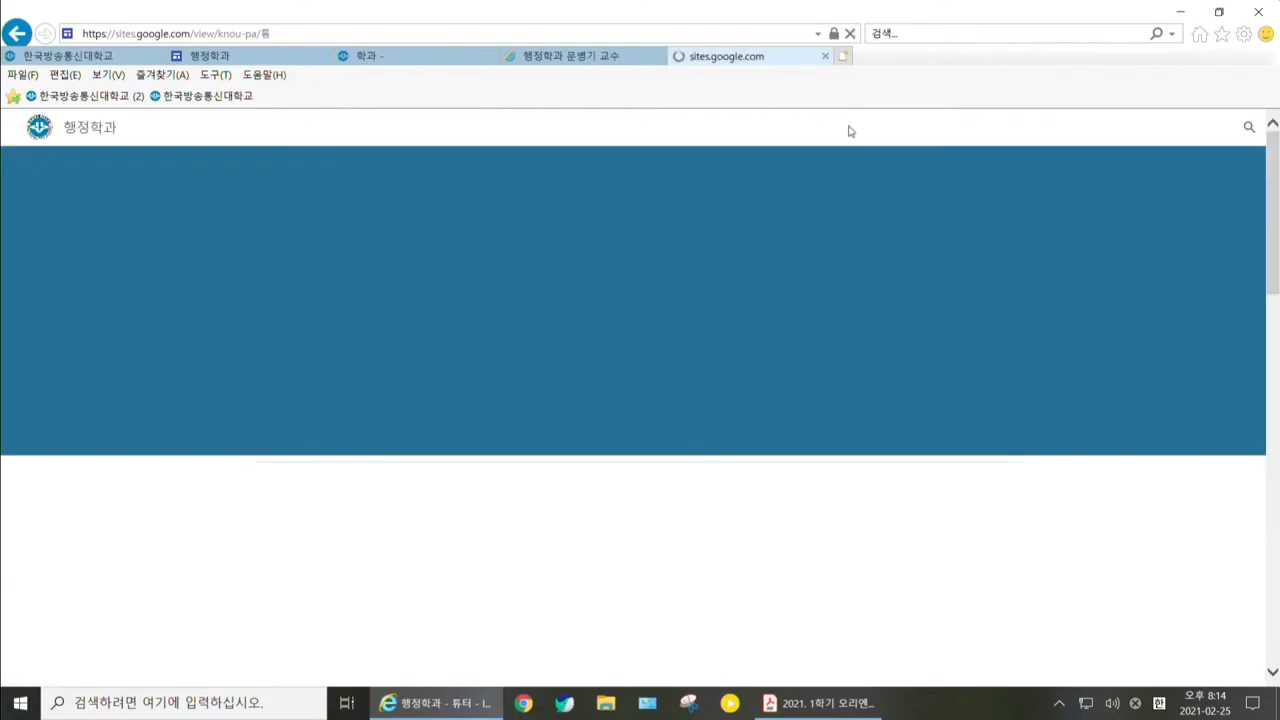 https://sites.google.com/view/knou-pa/홈
검색...
한국방송통신대학교
행정학과
학과 -
행정학과 문병기 교수
sites.google.com
파일(F) 편집(E) 보기(V) 즐겨찾기(A) 도구(T) 도움말(H)
한국방송통신대학교 (2) 한국방송통신대학교
행정학과
검색하려면 여기에 입력하십시오.
행정학과 - 튜터 - I...
2021. 1학기 오리엔...
한
오후 8:14
2021-02-25